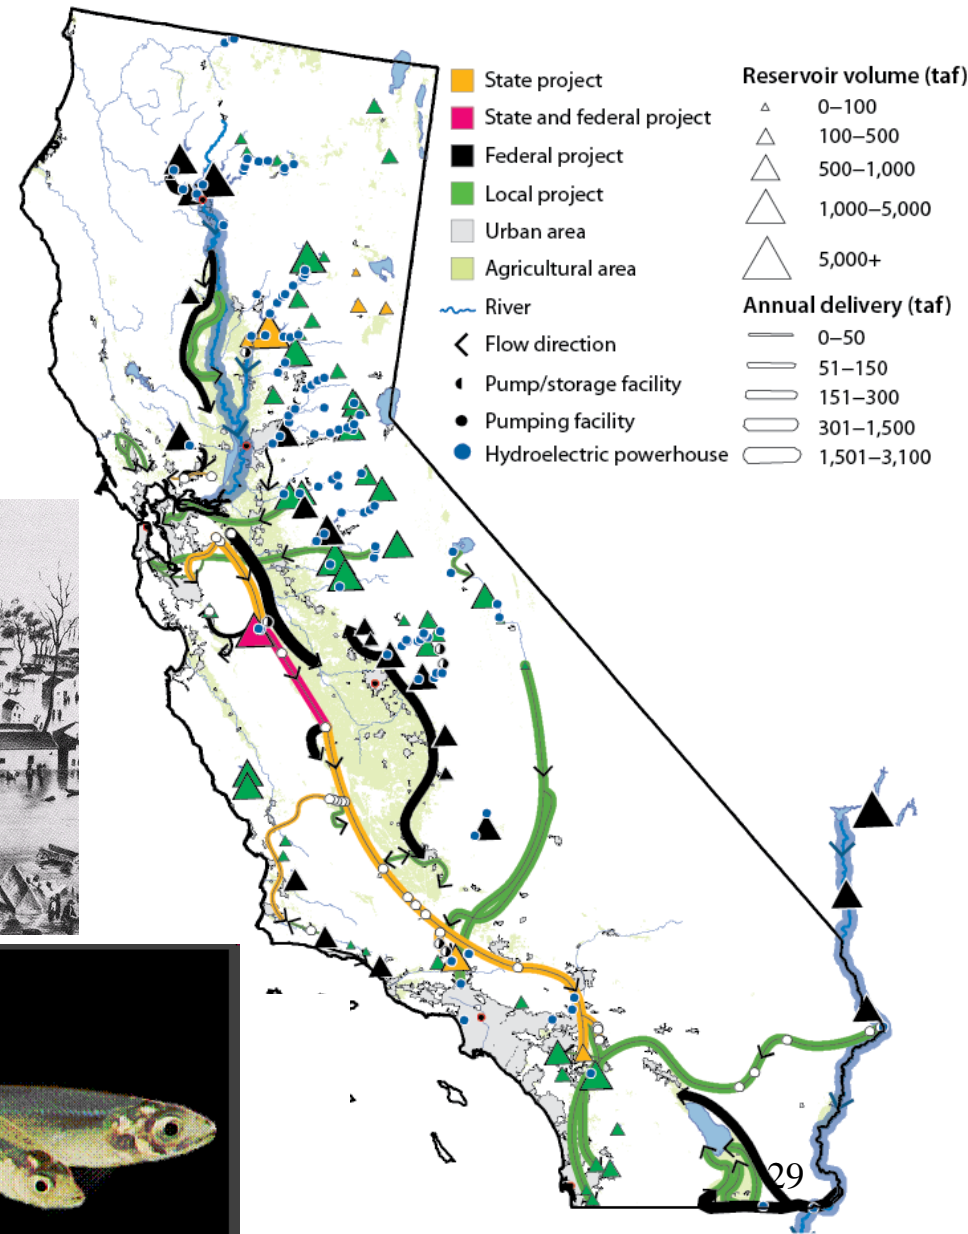 State project
State and federal project
Federal project
Local project
Urban area
Agricultural area
River
Flow direction
Pump/storage facility
Pumping facility
Hydroelectric powerhouse
Reservoir volume (taf)
0–100
100–500
500–1,000
1,000–5,000
5,000+
Annual delivery (taf)
0–50
51–150
151–300
301–1,500
1,501–3,100
29